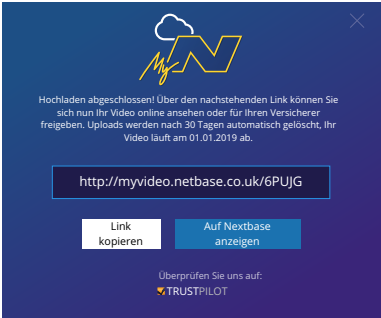 My N
Hochladen abgeschlossen! Über den nachstehenden Link können Sie
sich nun Ihr Video online ansehen oder für Ihren Versicherer
freigeben. Uploads werden nach 30 Tagen automatisch gelöscht, Ihr
Video läuft am 01.01.2019 ab.
http://myvideo.netbase.co.uk/6PUJG
Link
kopieren
Auf Nextbase
anzeigen
Überprüfen Sie uns auf:
TRUSTPILOT